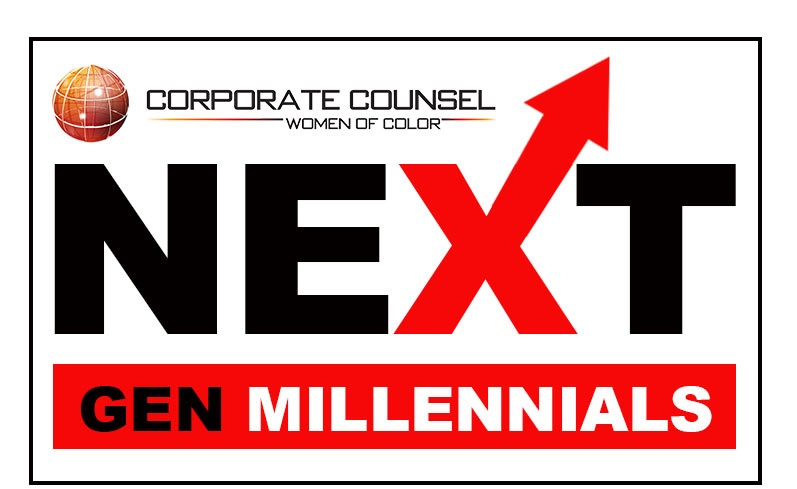 CORPORATE COUNSEL
WOMEN OF COLOR
NEXT
GEN MILLENNIALS